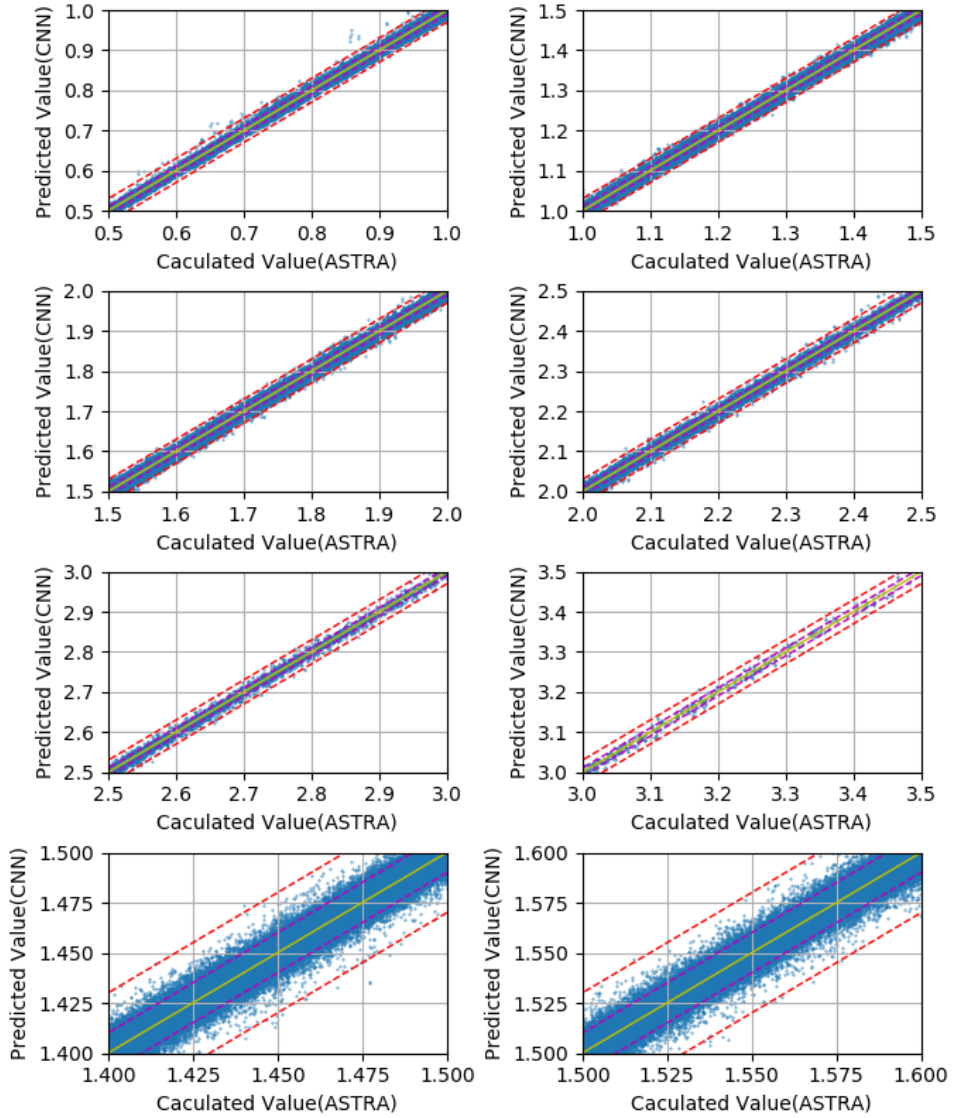 Predicted Value(CNN)
1.0
0.9
0.8
0.7
0.6
0.5
0.5 0.6 0.7 0.8 0.9 1.0
Caculated Value(ASTRA)
Predicted Value(CNN)
1.5
1.4
1.3
1.2
1.1
1.0
1.0 1.1 1.2 1.3 1.4 1.5
Caculated Value(ASTRA)
Predicted Value(CNN)
2.0
1.9
1.8
1.7
1.6
1.5
1.5 1.6 1.7 1.8 1.9 2.0
Caculated Value(ASTRA)
Predicted Value(CNN)
2.5
2.4
2.3
2.2
2.1
2.0
2.0 2.1 2.2 2.3 2.4 2.5
Caculated Value(ASTRA)
Predicted Value(CNN)
3.0
2.9
2.8
2.7
2.6
2.5
2.5 2.6 2.7 2.8 2.9 3.0
Caculated Value(ASTRA)
Predicted Value(CNN)
3.5
3.4
3.3
3.2
3.1
3.0
3.0 3.1 3.2 3.3 3.4 3.5
Caculated Value(ASTRA)
Predicted Value(CNN)
1.500
1.475
1.450
1.425
1.400
1.400 1.425 1.450 1.475 1.500
Caculated Value(ASTRA)
Predicted Value(CNN)
1.600
1.575
1.550
1.525
1.500
1.500 1.525 1.550 1.575 1.600
Caculated Value(ASTRA)